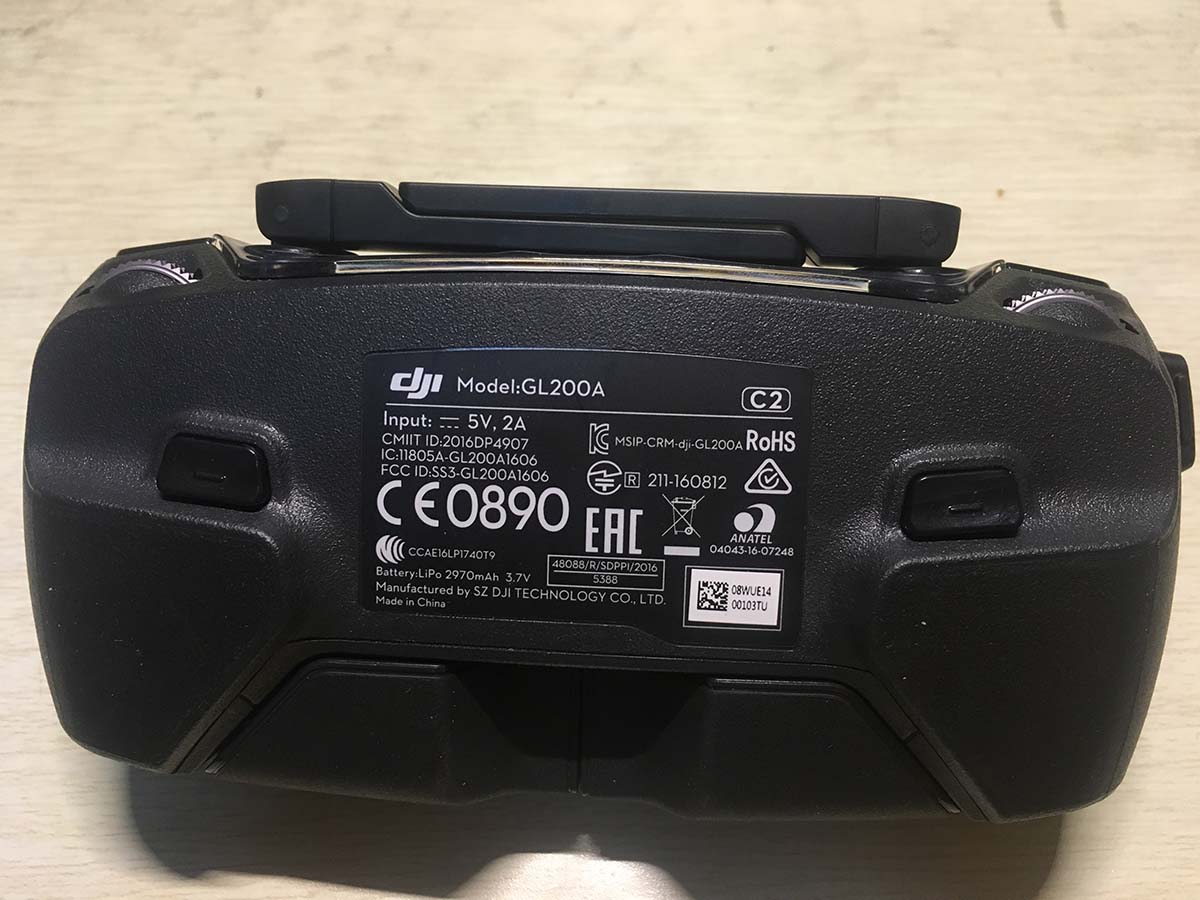 dji Model:GL200A C2
Input: ⎓ 5V, 2A
CMIIT ID:2016DP4907
IC:11805A-GL200A1606
FCC ID:SS3-GL200A1606
CE0890
CCAE16LP1740T9
Battery:LiPo 2970mAh 3.7V
Manufactured by SZ DJI TECHNOLOGY CO., LTD.
Made in China
MSIP-CRM-dji-GL200A RoHS
R 211-160812
EAC
ANATEL
04043-16-07248
48088/R/SDPPI/2016
5388
08WUE14
00103TU